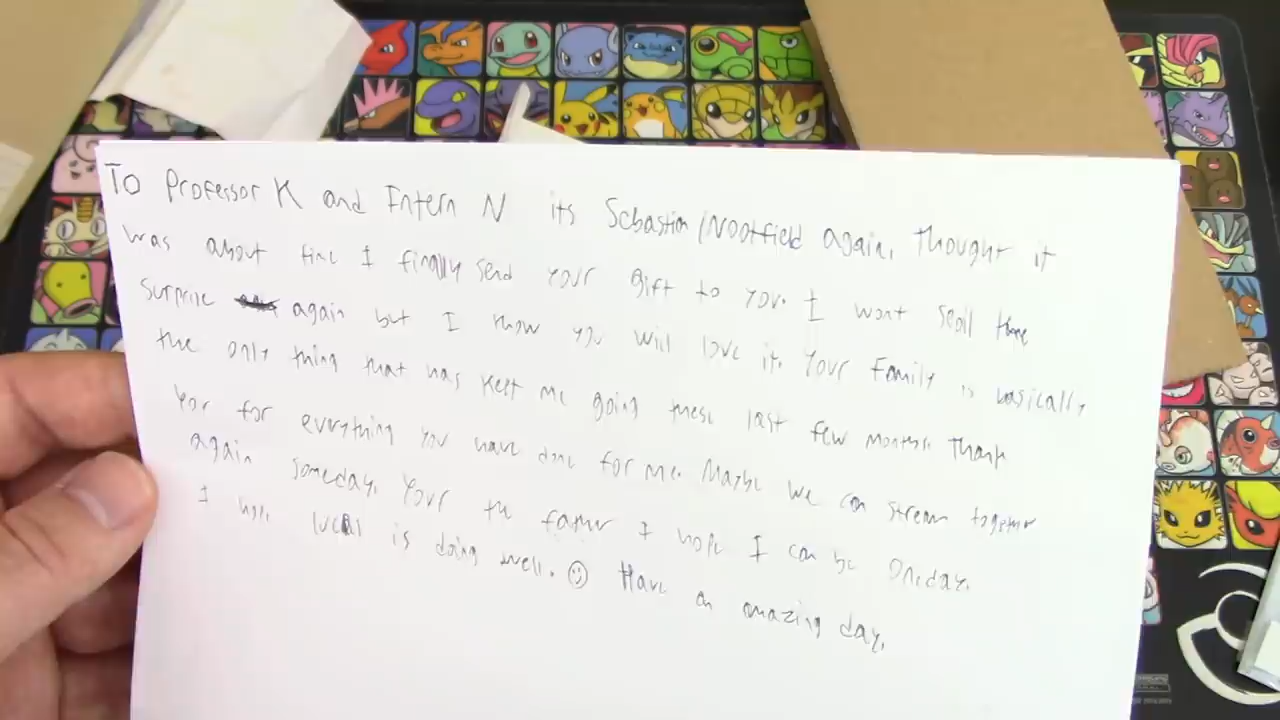 To Professor K and Intern N its Sebastian/Nootfield again, Thought it
was about time I finally send your gift to you. I wont spoil the
surprise again but I know you will love it. Your Family is basically
the only thing that has kept me going these last few months. Thank
you for everything you have done for me. Maybe we can stream together
again someday. Your the father I hope I can be oneday.
I hope is doing well. ☺ Have an amazing day.